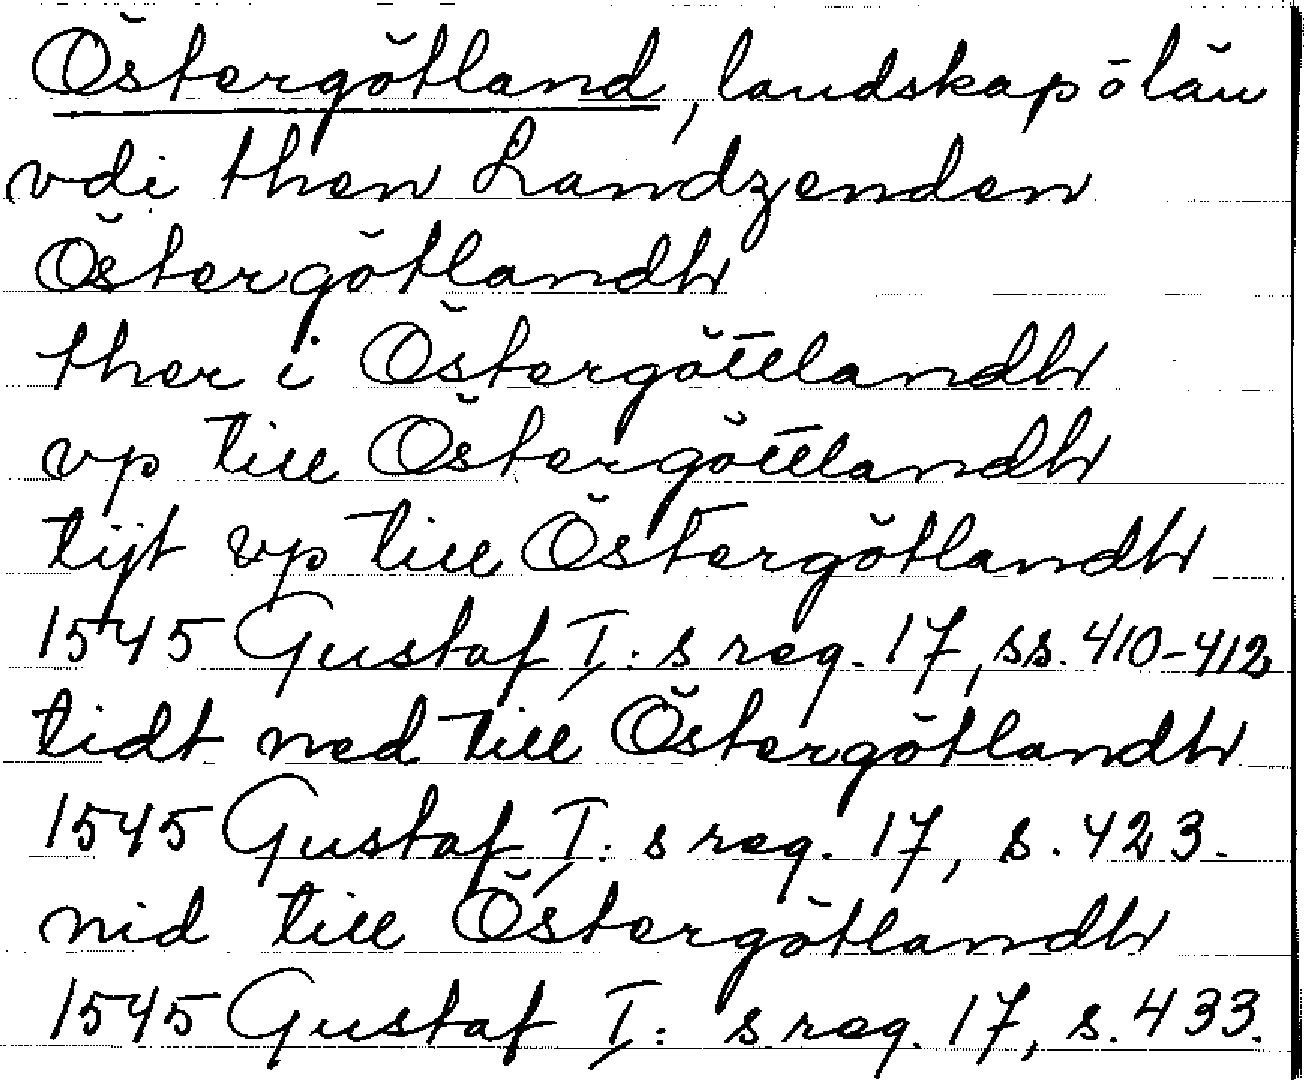 Östergötland, landskap ö län
vdi then Landzenden
Östergötlandh
ther i Östergöttlandh
vp till Östergöttlandh
tijt vp till Östergötlandh
1545 Gustaf I: s reg. 17, ss. 410-412
tidt ned till Östergötlandh
1545 Gustaf I: s reg. 17, s. 423.
nid till Östergötlandh
1545 Gustaf I: s reg. 17, s. 433.